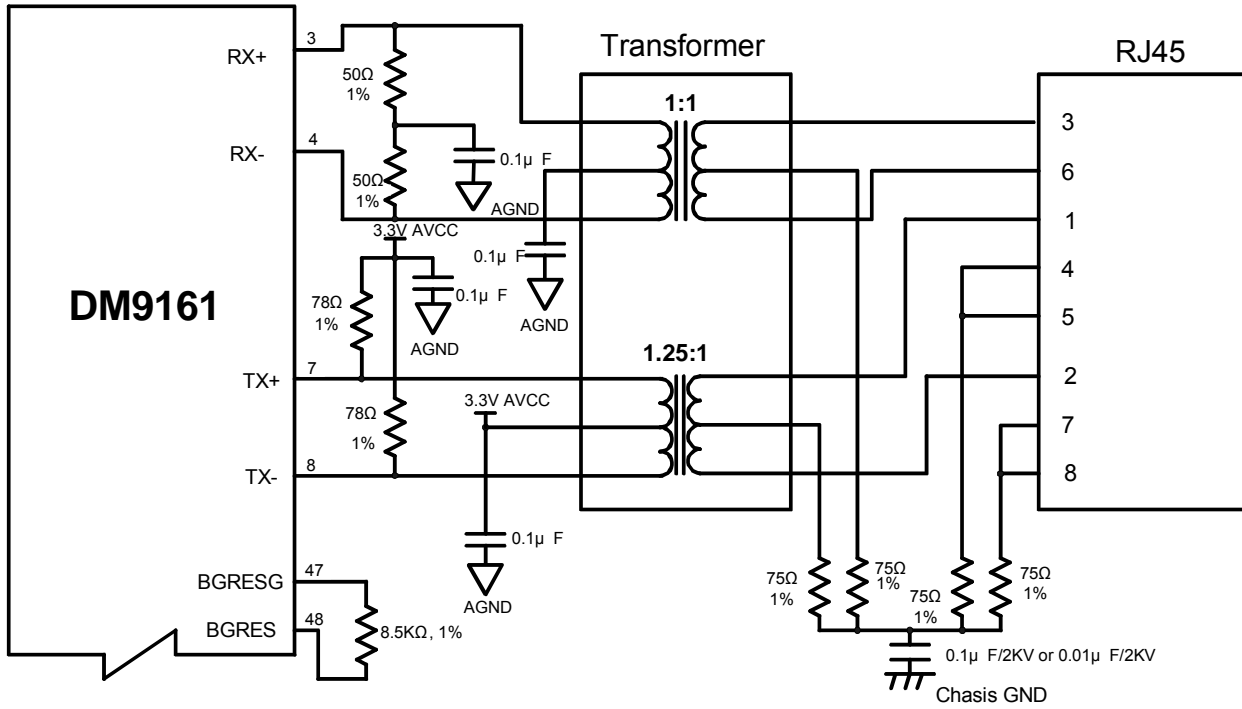 Transformer
RJ45
DM9161
RX+
3
50Ω
1%
RX-
4
50Ω
1%
0.1µ F
AGND
1:1
0.1µ F
AGND
3.3V AVCC
0.1µ F
AGND
78Ω
1%
TX+
7
78Ω
1%
TX-
8
3.3V AVCC
1.25:1
0.1µ F
AGND
BGRESG
47
BGRES
48
8.5KΩ, 1%
3
6
1
4
5
2
7
8
75Ω
1%
75Ω
1%
75Ω
1%
75Ω
1%
0.1µ F/2KV or 0.01µ F/2KV
Chasis GND